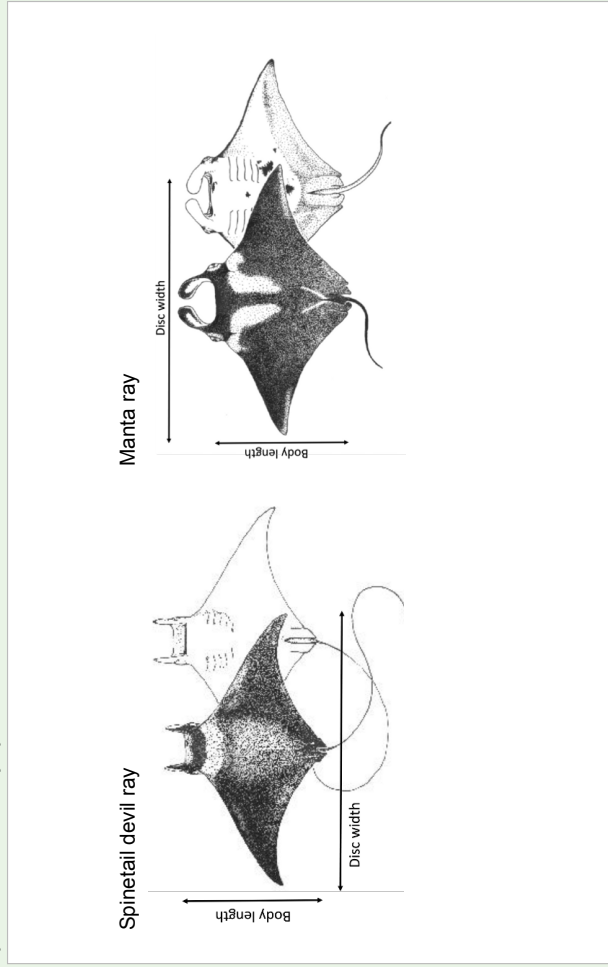 Manta ray
Disc width
Body length
Spinetail devil ray
Disc width
Body length